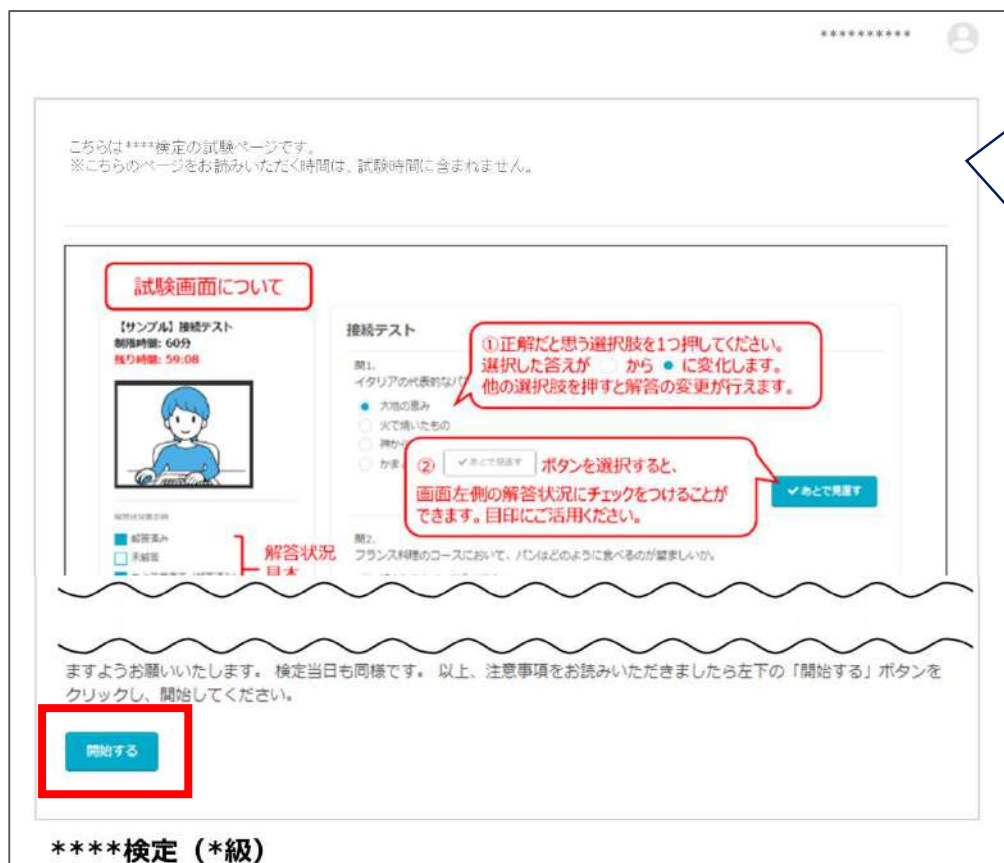 **********
こちらは****検定の試験ページです。
※こちらのページをお読みいただく時間は、試験時間に含まれません。
試験画面について
【サンプル】接続テスト
制限時間: 60分
残り時間: 59:08
接続テスト
①正解だと思う選択肢を1つ押してください。
選択した答えが から ● に変化します。
他の選択肢を押すと解答の変更が行えます。
問1.
イタリアの代表的なパ
大地の恵み
火で焼いたもの
神から
かま
② ✔あとで見直す ボタンを選択すると、
画面左側の解答状況にチェックをつけることが
できます。目印にご活用ください。
✔あとで見直す
解答済み
未解答
解答状況
見本
問2.
フランス料理のコースにおいて、パンはどのように食べるのが望ましいか。
ますようお願いいたします。 検定当日も同様です。 以上、注意事項をお読みいただきましたら左下の「開始する」ボタンを
クリックし、開始してください。
開始する
****検定（*級）